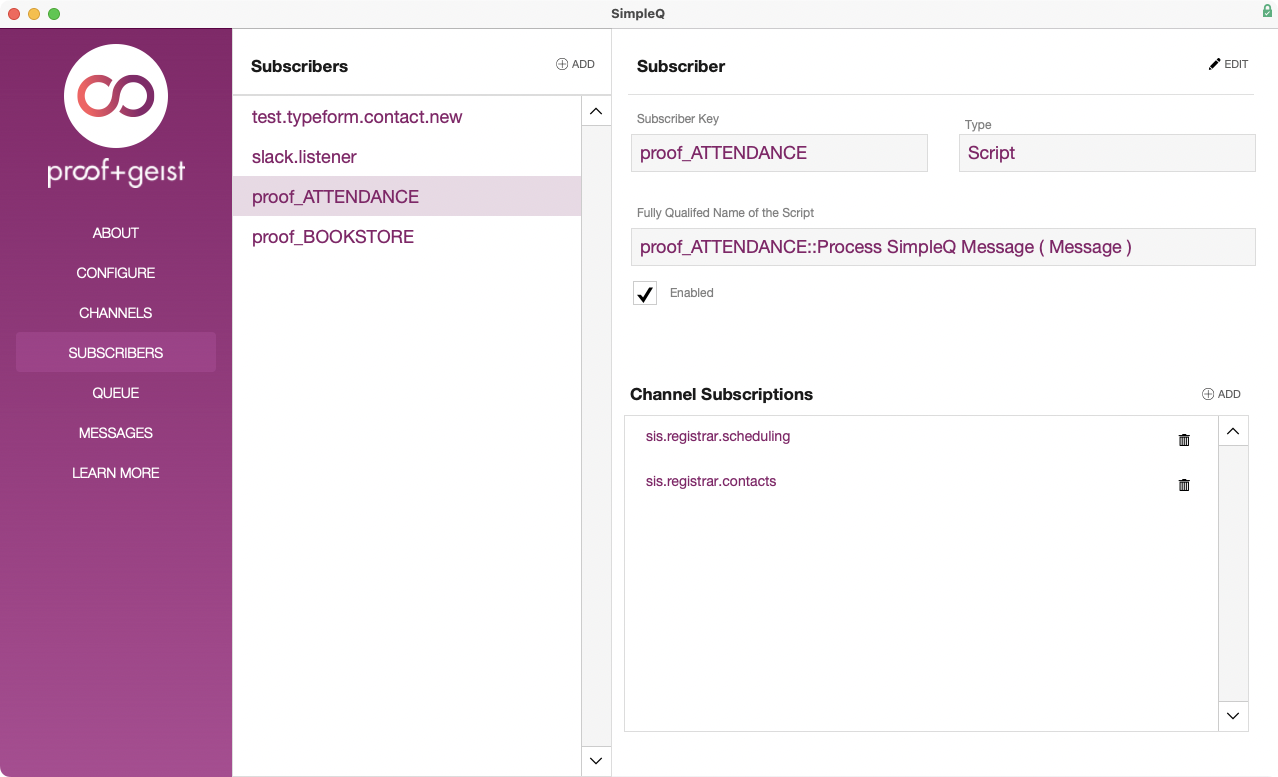 SimpleQ
proof+geist
ABOUT
CONFIGURE
CHANNELS
SUBSCRIBERS
QUEUE
MESSAGES
LEARN MORE
Subscribers
ADD
test.typeform.contact.new
slack.listener
proof_ATTENDANCE
proof_BOOKSTORE
Subscriber
EDIT
Subscriber Key
Type
proof_ATTENDANCE
Script
Fully Qualifed Name of the Script
proof_ATTENDANCE::Process SimpleQ Message ( Message )
Enabled
Channel Subscriptions
ADD
sis.registrar.scheduling
sis.registrar.contacts